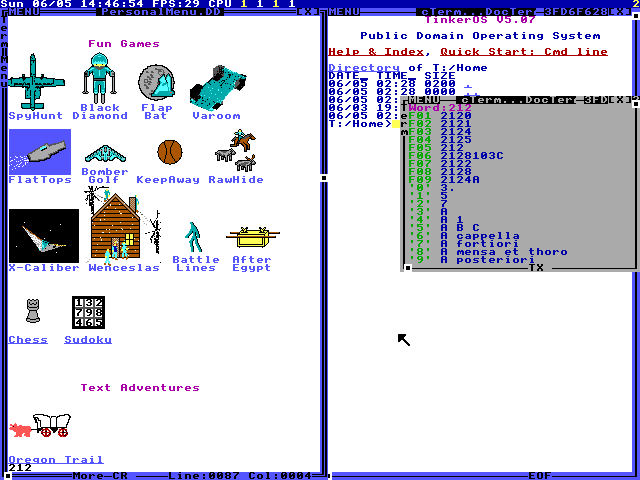 Sun 06/05 14:46:54 FPS:29 CPU 1 1 1 1 2
MENU PersonalMenu.DD [X]
Fun Games
SpyHunt
Black Diamond
Flap Bat
Varoom
FlatTops
Bomber Golf
KeepAway
RawHide
X-Caliber
Wenceslas
Battle Lines
After Egypt
Chess
Sudoku
132
798
465
Text Adventures
Oregon Trail
212
More-CR Line:0087 Col:0004
MENU cTerm...DocTer 3FD6F628
TinkerOS V5.07
Public Domain Operating System
Help & Index, Quick Start: Cmd line
Directory of T:/Home
DATE_ TIME_ SIZE
06/05 02:28 0200 .
06/05 02:28 0000 ..
06/05 02:
06/03 19:
06/05 02:
T:/Home>
MENU cTerm...DocTer 3FD [X]
Word:212
F01 2120
F02 2121
F03 2124
F04 2125
F05 212
F06 2128103C
F07 2122
F08 2128
F09 2124A
'0' 3.
'1' 5
'2' 7
'3' A
'4' A 1
'5' A B C
'6' A cappella
'7' A fortiori
'8' A mensa et thoro
'9' A posteriori
TX
EOF